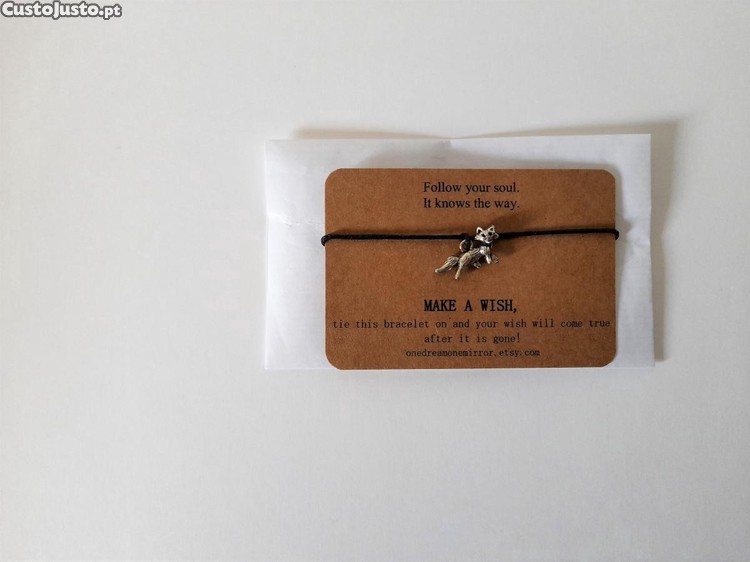 CustoJusto.pt
Follow your soul.
It knows the way.
MAKE A WISH,
tie this bracelet on and your wish will come true
after it is gone!
onedreamonemirror.etsy.com